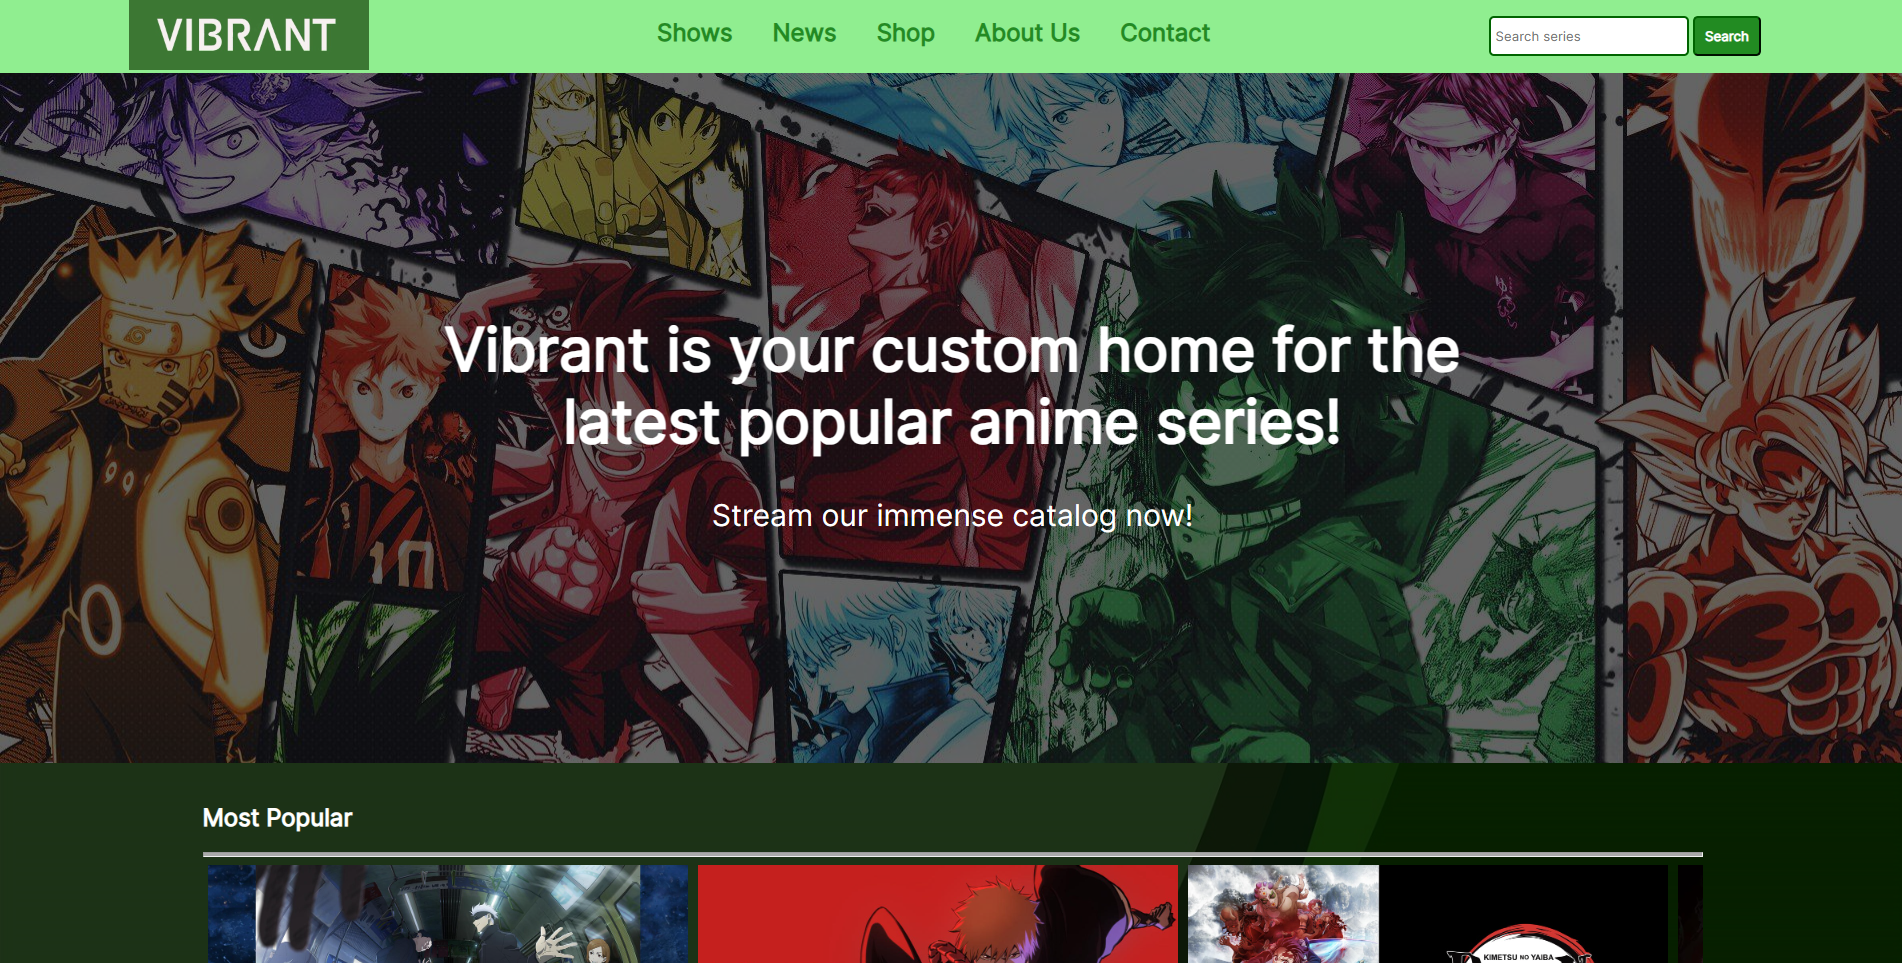 VIBRANT
Shows
News
Shop
About Us
Contact
Search series
Search
10
Vibrant is your custom home for the
latest popular anime series!
Stream our immense catalog now!
Most Popular
KIMETSU NO YAIBA